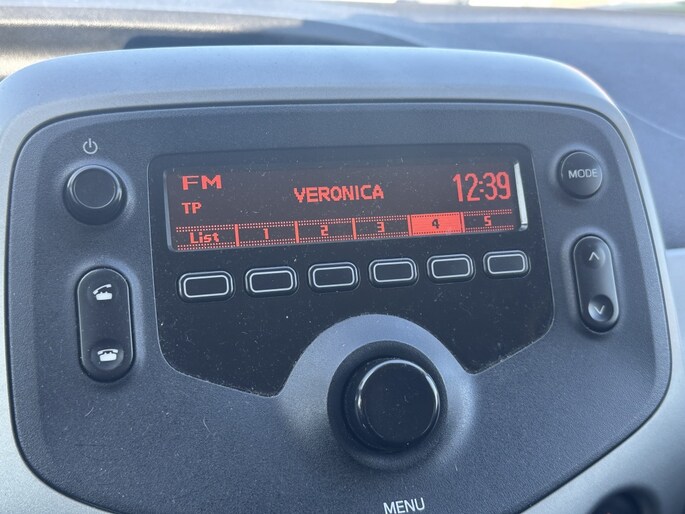 FM
VERONICA
12:39
TP
List 1 2 3 4 5
MODE
MENU